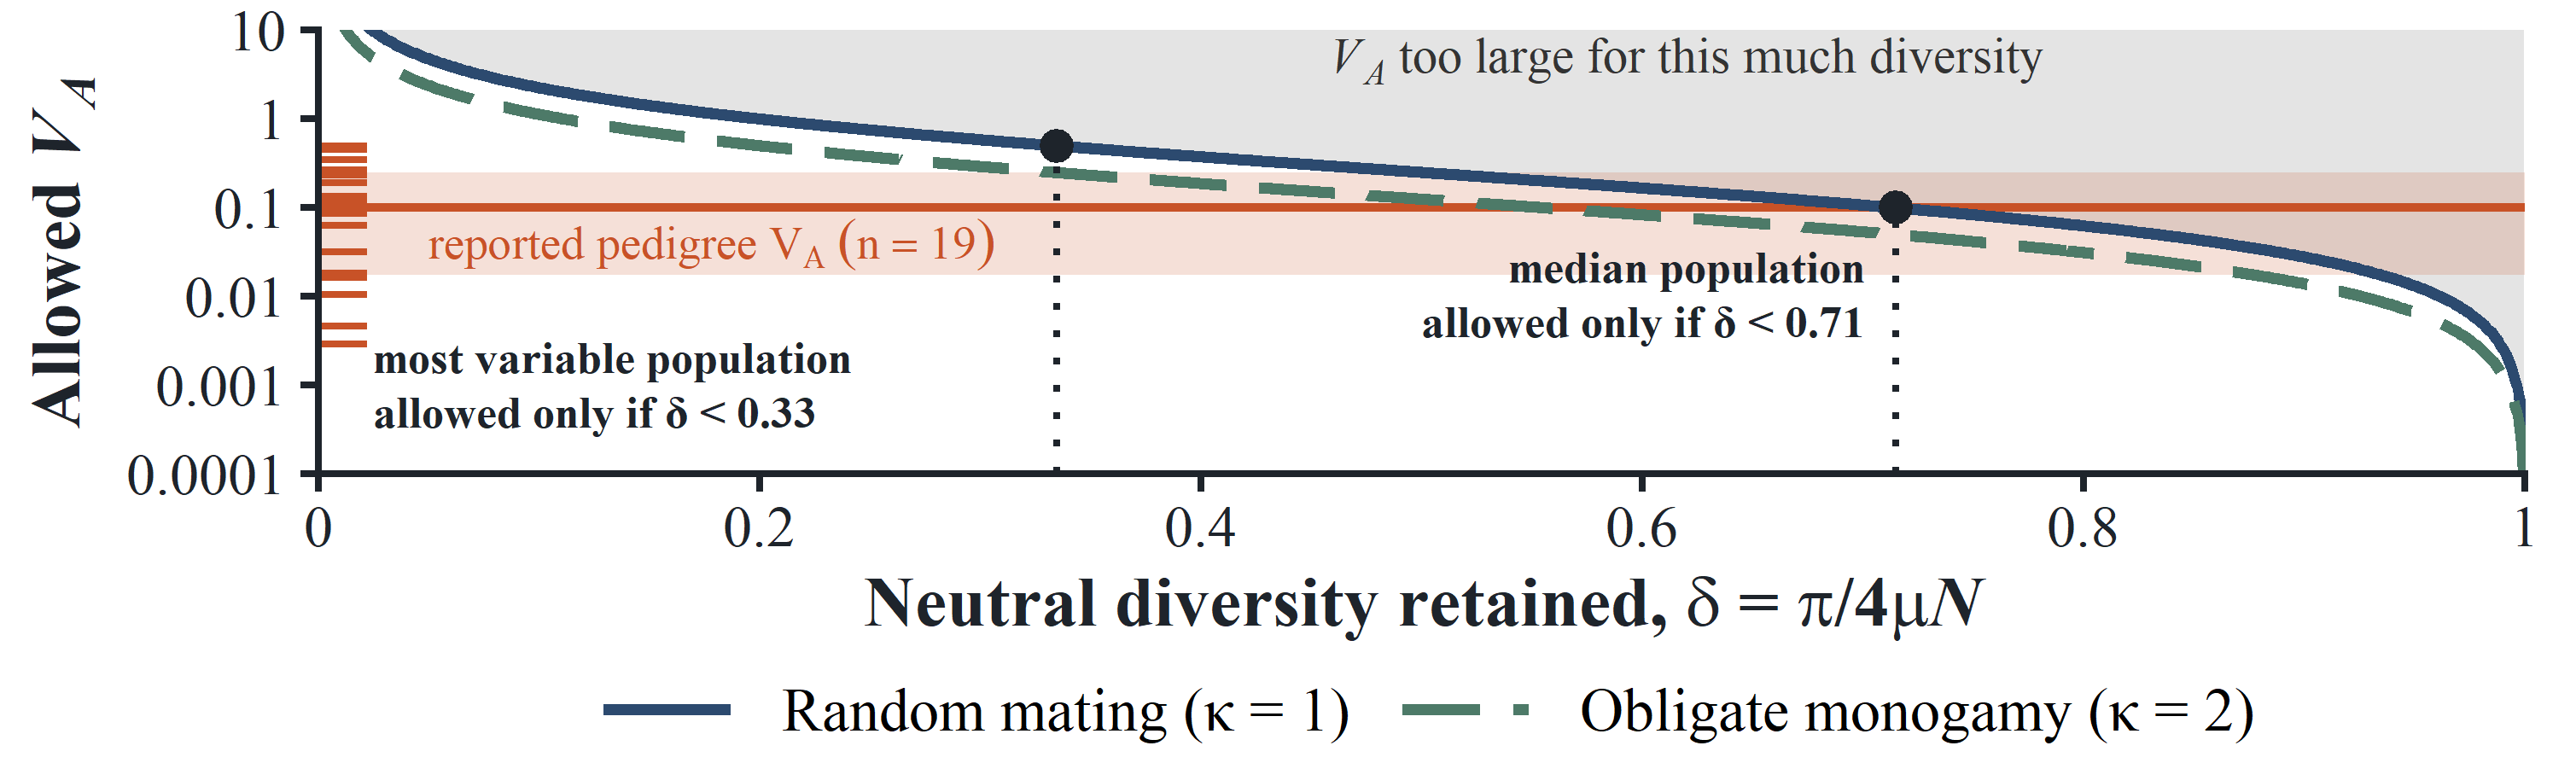 Allowed V_A
10
1
0.1
0.01
0.001
0.0001
V_A too large for this much diversity
reported pedigree V_A (n = 19)
median population
allowed only if δ < 0.71
most variable population
allowed only if δ < 0.33
0 0.2 0.4 0.6 0.8 1
Neutral diversity retained, δ = π/4μN
Random mating (κ = 1) Obligate monogamy (κ = 2)